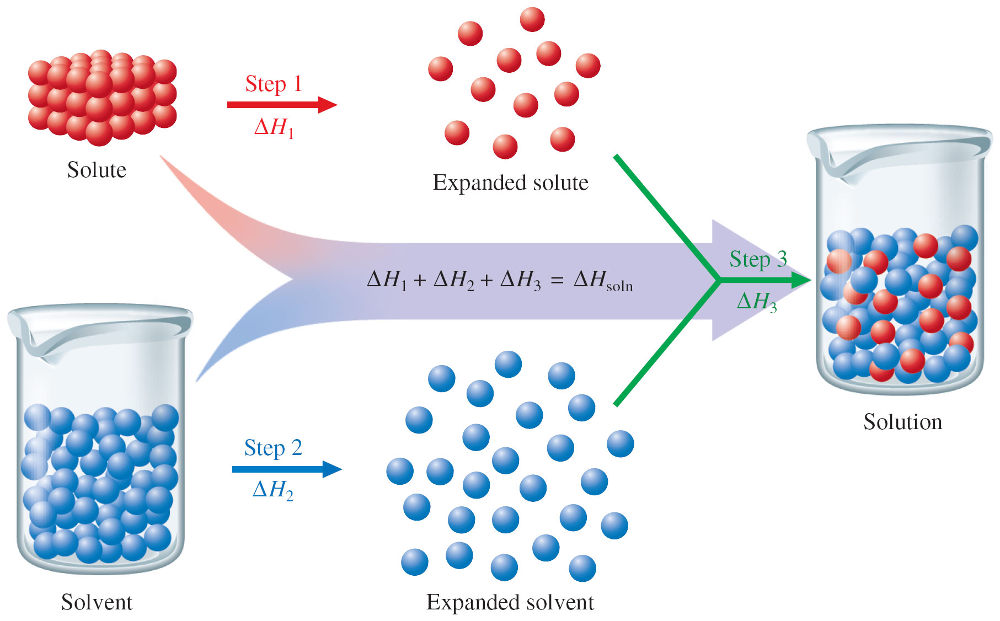 Step 1
ΔH₁
Solute
Expanded solute
Step 3
ΔH₁ + ΔH₂ + ΔH₃ = ΔHsoln
ΔH₃
Solution
Step 2
ΔH₂
Solvent
Expanded solvent